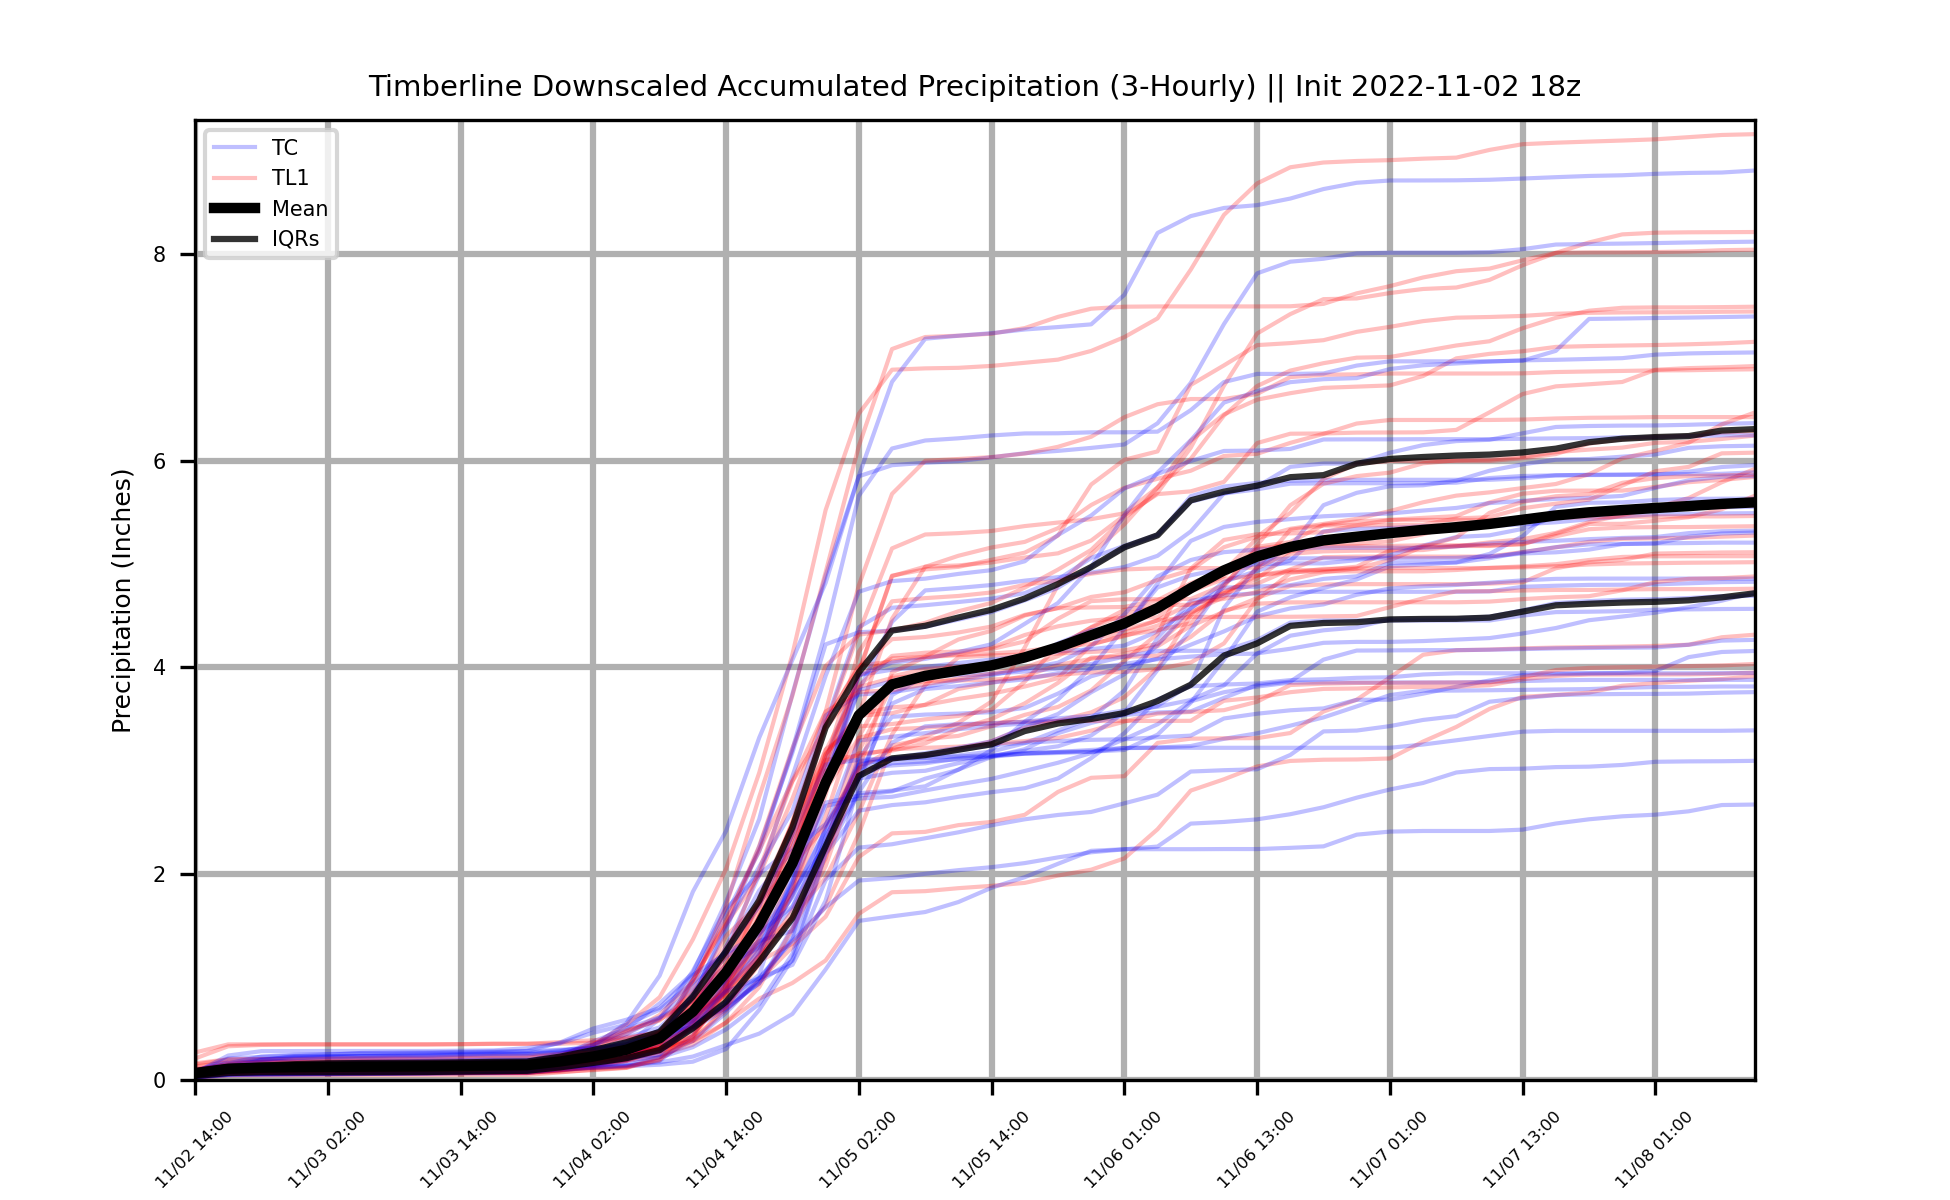 Timberline Downscaled Accumulated Precipitation (3-Hourly) || Init 2022-11-02 18z
TC
TL1
Mean
IQRs
Precipitation (Inches)
8
6
4
2
0
11/02 14:00
11/03 02:00
11/03 14:00
11/04 02:00
11/04 14:00
11/05 02:00
11/05 14:00
11/06 01:00
11/06 13:00
11/07 01:00
11/07 13:00
11/08 01:00